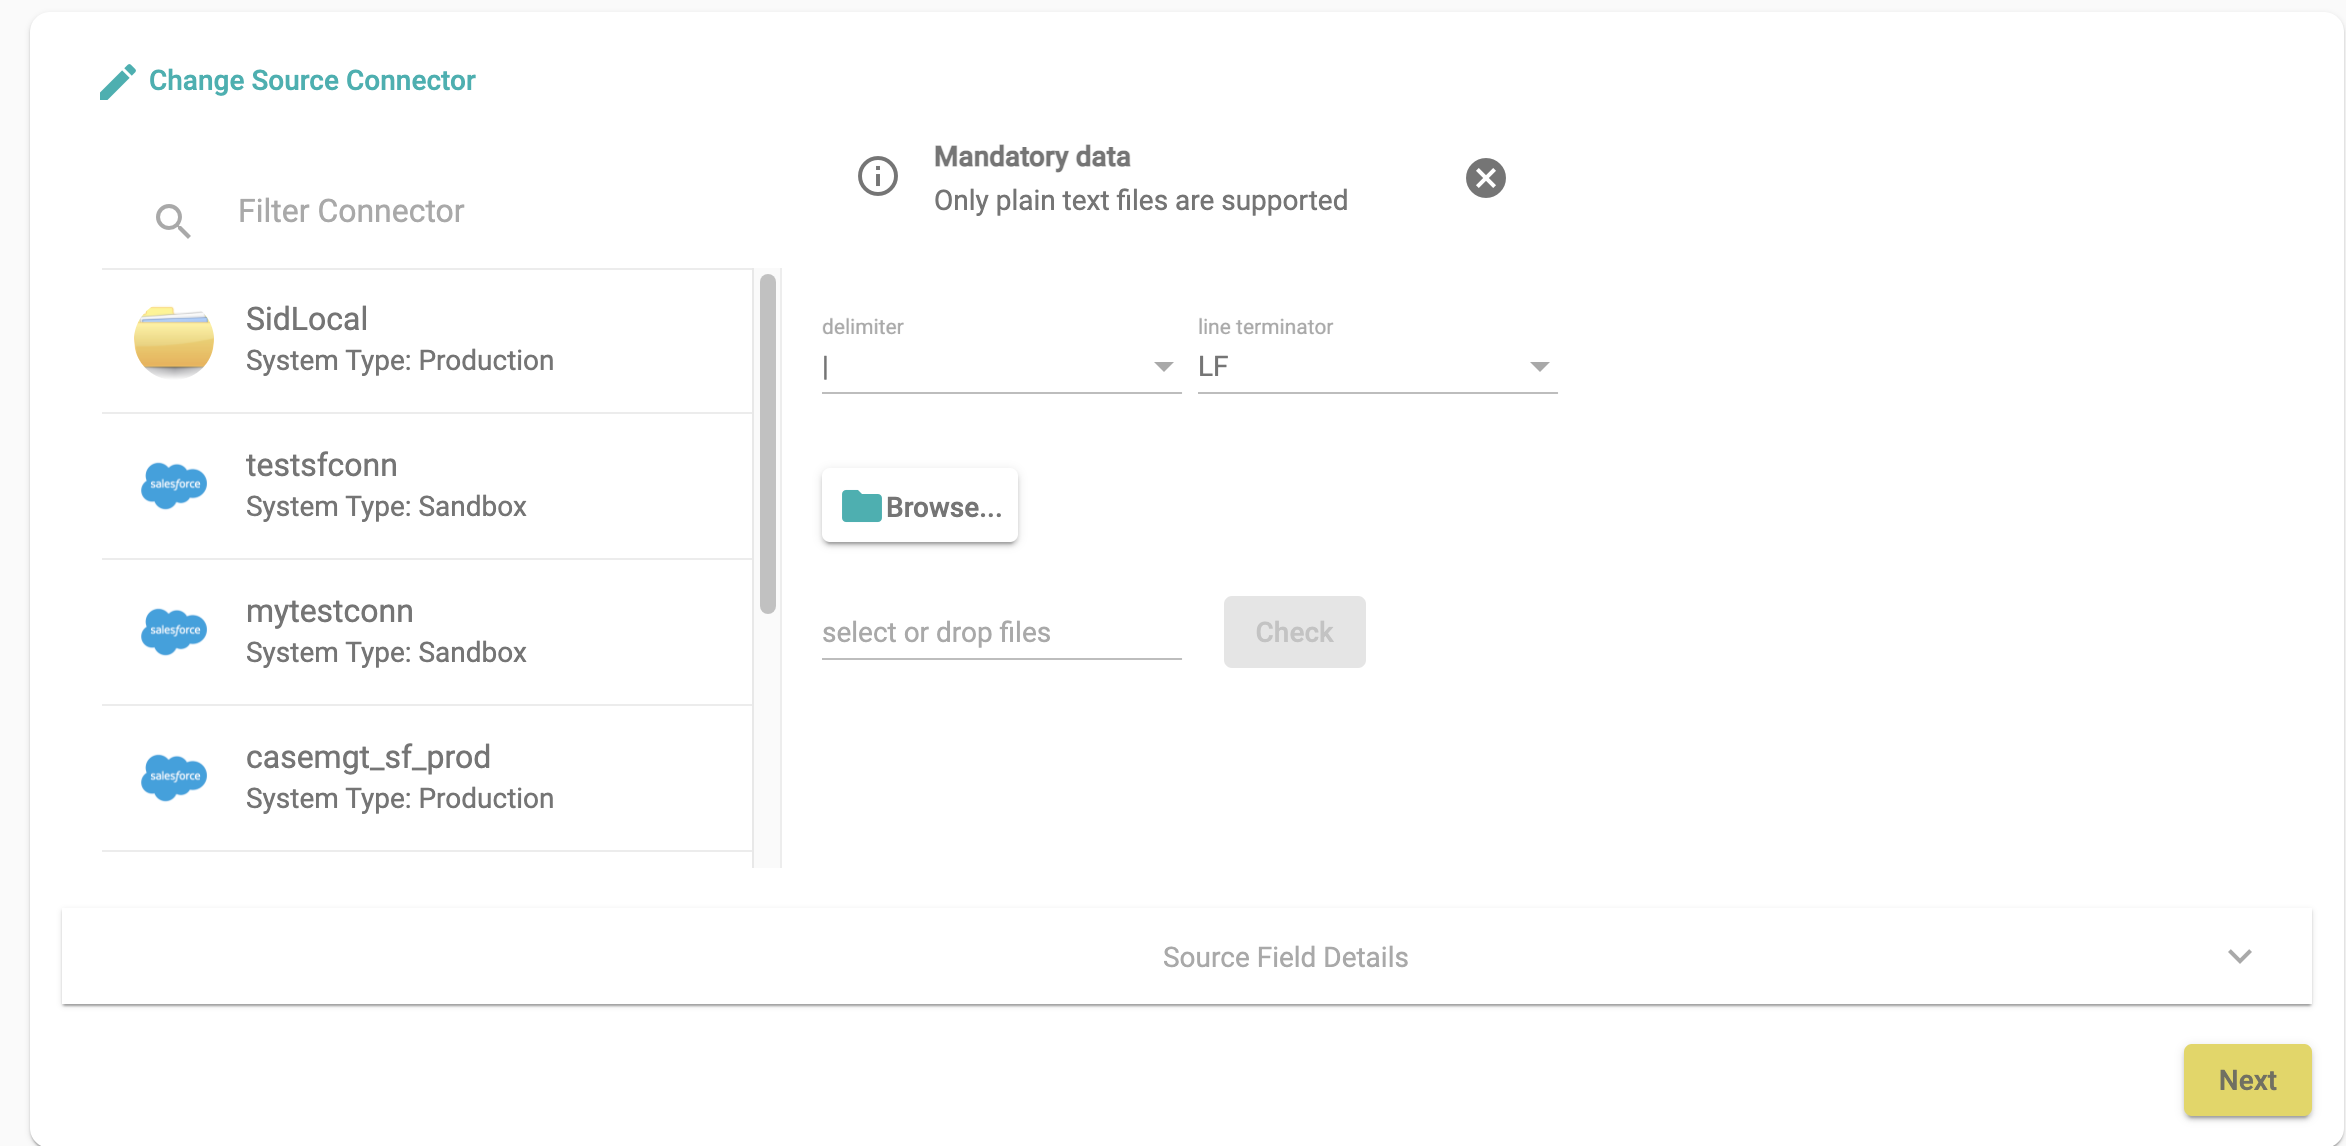 Change Source Connector
Mandatory data
Only plain text files are supported
Filter Connector
SidLocal
System Type: Production
salesforce
testsfconn
System Type: Sandbox
salesforce
mytestconn
System Type: Sandbox
salesforce
casemgt_sf_prod
System Type: Production
delimiter
|
line terminator
LF
Browse...
select or drop files
Check
Source Field Details
Next